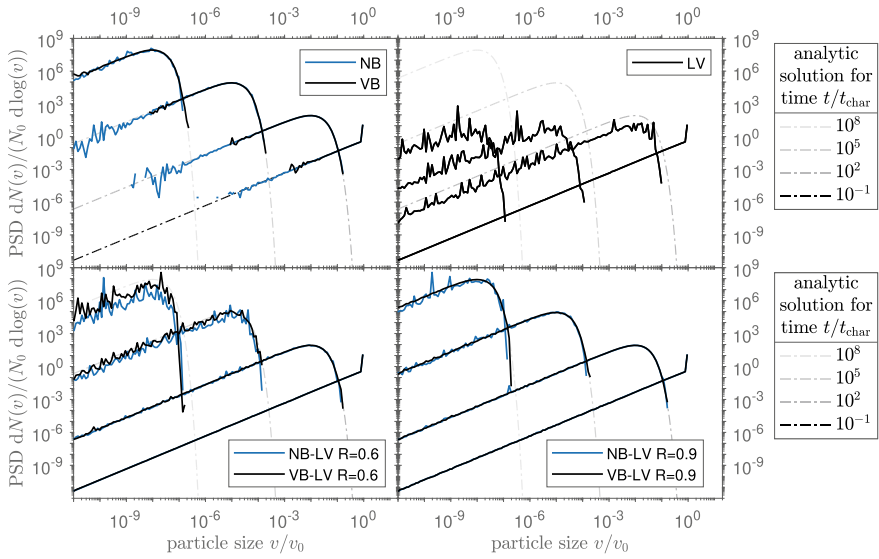 10^-9 10^-6 10^-3 10^0 10^-9 10^-6 10^-3 10^0
PSD dN(v)/(N_0 d log(v))
10^9
10^6
10^3
10^0
10^-3
10^-6
10^-9
NB
VB
LV
10^9
10^6
10^3
10^0
10^-3
10^-6
10^-9
analytic
solution for
time t/t_char
10^8
10^5
10^2
10^-1
PSD dN(v)/(N_0 d log(v))
10^9
10^6
10^3
10^0
10^-3
10^-6
10^-9
NB-LV R=0.6
VB-LV R=0.6
NB-LV R=0.9
VB-LV R=0.9
10^9
10^6
10^3
10^0
10^-3
10^-6
10^-9
analytic
solution for
time t/t_char
10^8
10^5
10^2
10^-1
10^-9 10^-6 10^-3 10^0 10^-9 10^-6 10^-3 10^0
particle size v/v_0 particle size v/v_0